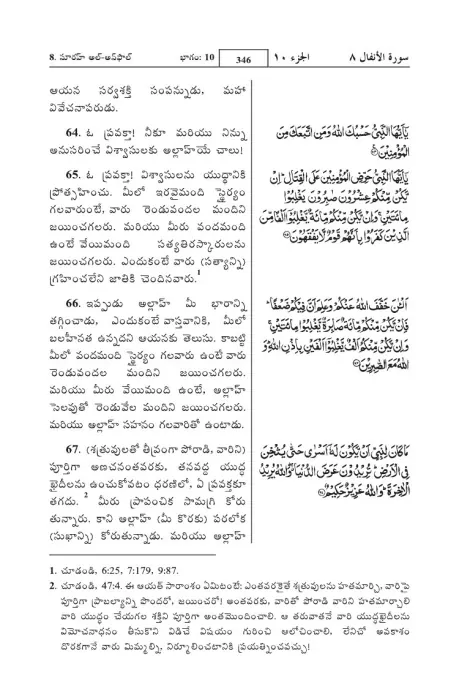 8. సూరహ్ అల్-అన్ఫాల్ భాగం: 10 346 الجزء ١٠ سورة الأنفال ٨
ఆయన సర్వశక్తి సంపన్నుడు, మహా
వివేచనాపరుడు.
64. ఓ ప్రవక్తా! నీకూ మరియు నిన్ను
అనుసరించే విశ్వాసులకు అల్లాహ్‌యే చాలు!
65. ఓ ప్రవక్తా! విశ్వాసులను యుద్ధానికి
ప్రోత్సహించు. మీలో ఇరవైమంది స్థైర్యం
గలవారుంటే, వారు రెండువందల మందిని
జయించగలరు. మరియు మీరు వందమంది
ఉంటే వేయిమంది సత్యతిరస్కారులను
జయించగలరు. ఎందుకంటే వారు (సత్యాన్ని)
గ్రహించలేని జాతికి చెందినవారు.1
66. ఇప్పుడు అల్లాహ్ మీ భారాన్ని
తగ్గించాడు, ఎందుకంటే వాస్తవానికి, మీలో
బలహీనత ఉన్నదని ఆయనకు తెలుసు. కాబట్టి
మీలో వందమంది స్థైర్యం గలవారు ఉంటే వారు
రెండువందల మందిని జయించగలరు.
మరియు మీరు వేయిమంది ఉంటే, అల్లాహ్
సెలవుతో రెండువేల మందిని జయించగలరు.
మరియు అల్లాహ్ సహనం గలవారితో ఉంటాడు.
67. (శత్రువులతో తీవ్రంగా పోరాడి, వారిని)
పూర్తిగా అణచనంతవరకు, తనవద్ద యుద్ధ
ఖైదీలను ఉంచుకోవటం ధరణిలో, ఏ ప్రవక్తకూ
తగదు. 2 మీరు ప్రాపంచిక సామగ్రి కోరు
తున్నారు. కాని అల్లాహ్ (మీ కొరకు) పరలోక
(సుఖాన్ని) కోరుతున్నాడు. మరియు అల్లాహ్
يَٰٓأَيُّهَا ٱلنَّبِيُّ حَسْبُكَ ٱللَّهُ وَمَنِ ٱتَّبَعَكَ مِنَ
ٱلْمُؤْمِنِينَ ۝٦٤
يَٰٓأَيُّهَا ٱلنَّبِيُّ حَرِّضِ ٱلْمُؤْمِنِينَ عَلَى ٱلْقِتَالِ ۚ إِن
يَكُن مِّنكُمْ عِشْرُونَ صَٰبِرُونَ يَغْلِبُوا۟
مِا۟ئَتَيْنِ ۚ وَإِن يَكُن مِّنكُم مِّا۟ئَةٌ يَغْلِبُوٓا۟ أَلْفًا مِّنَ
ٱلَّذِينَ كَفَرُوا۟ بِأَنَّهُمْ قَوْمٌ لَّا يَفْقَهُونَ ۝٦٥
ٱلْـَٰٔنَ خَفَّفَ ٱللَّهُ عَنكُمْ وَعَلِمَ أَنَّ فِيكُمْ ضَعْفًا ۚ
فَإِن يَكُن مِّنكُم مِّا۟ئَةٌ صَابِرَةٌ يَغْلِبُوا۟ مِا۟ئَتَيْنِ ۚ
وَإِن يَكُن مِّنكُمْ أَلْفٌ يَغْلِبُوٓا۟ أَلْفَيْنِ بِإِذْنِ ٱللَّهِ ۗ وَ
ٱللَّهُ مَعَ ٱلصَّٰبِرِينَ ۝٦٦
مَا كَانَ لِنَبِيٍّ أَن يَكُونَ لَهُۥٓ أَسْرَىٰ حَتَّىٰ يُثْخِنَ
فِى ٱلْأَرْضِ ۚ تُرِيدُونَ عَرَضَ ٱلدُّنْيَا وَٱللَّهُ يُرِيدُ
ٱلْـَٔاخِرَةَ ۗ وَٱللَّهُ عَزِيزٌ حَكِيمٌ ۝٦٧
1. చూడండి, 6:25, 7:179, 9:87.
2. చూడండి, 47:4. ఈ ఆయత్ సారాంశం ఏమిటంటే: ఎంతవరకైతే శత్రువులను హతమార్చి, వారిపై
పూర్తిగా ప్రాబల్యాన్ని పొందరో, జయించరో! అంతవరకు, వారితో పోరాడి వారిని హతమార్చాలి
వారి యుద్ధం చేయగల శక్తిని పూర్తిగా అంతమొందించాలి. ఆ తరువాతనే వారి యుద్ధఖైదీలను
విమోచనాధనం తీసుకొని విడిచే విషయం గురించి ఆలోచించాలి, లేనిచో అవకాశం
దొరకగానే వారు మిమ్మల్ని, నిర్మూలించటానికి ప్రయత్నించవచ్చు!